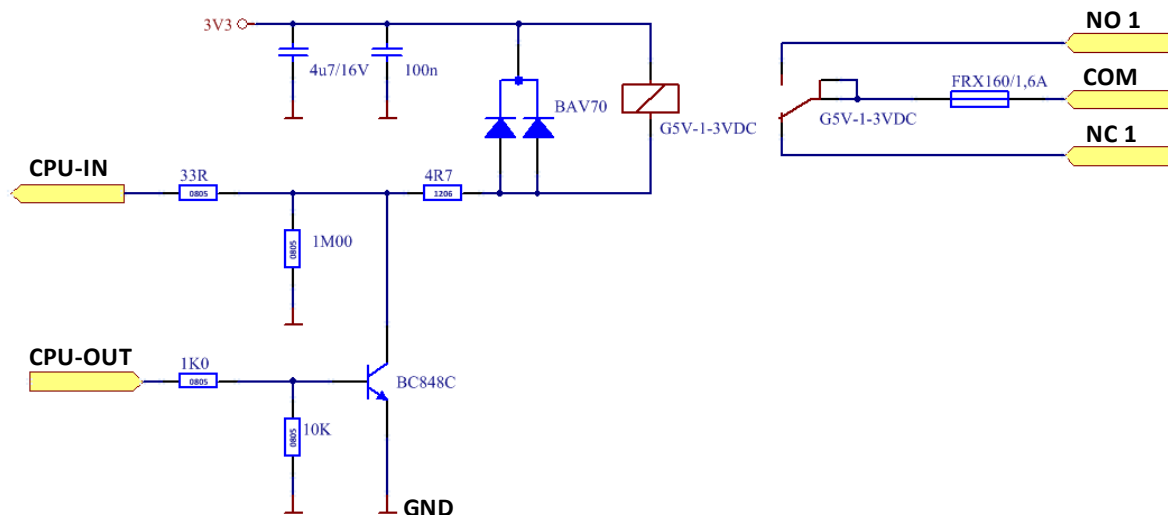 NO 1
3V3
4u7/16V
100n
COM
FRX160/1,6A
BAV70
G5V-1-3VDC
G5V-1-3VDC
NC 1
CPU-IN
33R
0805
4R7
1206
1M00
0805
CPU-OUT
1K0
0805
BC848C
10K
0805
GND